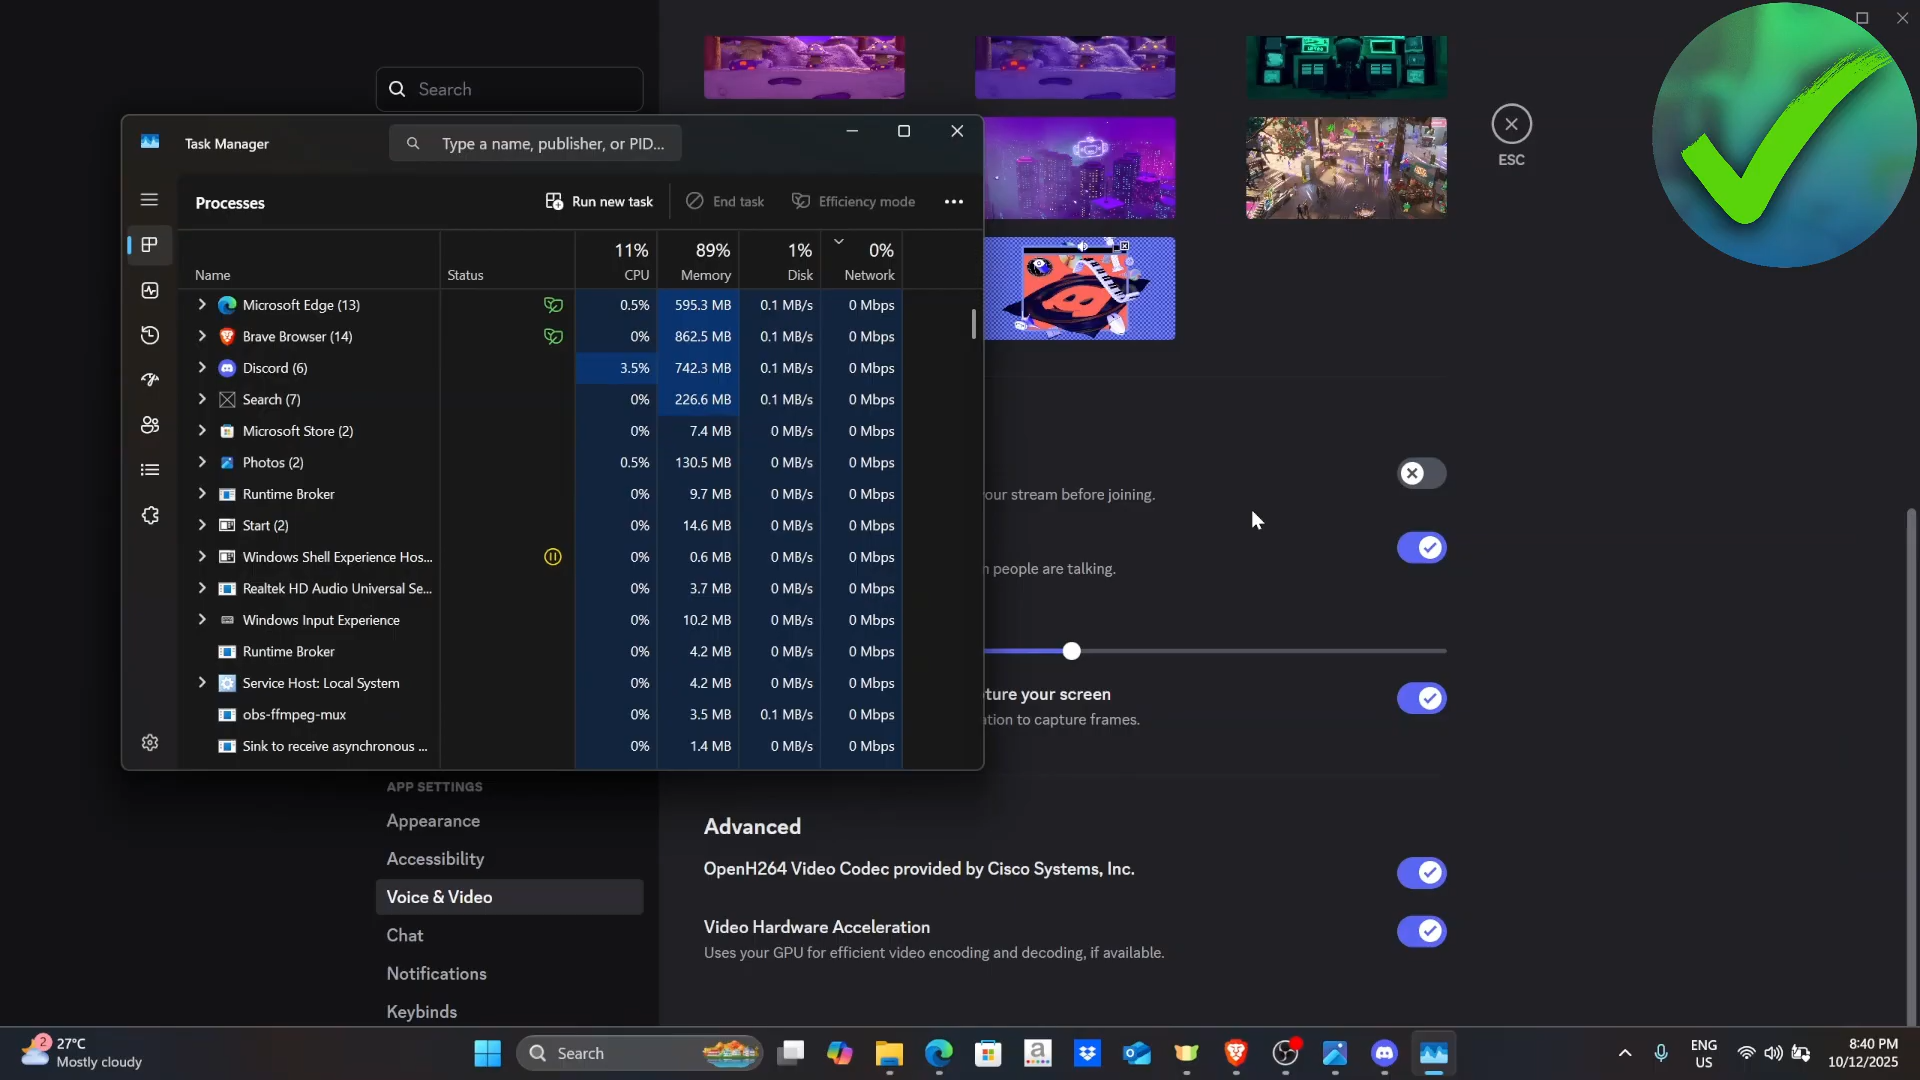 Search
ESC
Task Manager
Type a name, publisher, or PID...
Processes
Run new task
End task
Efficiency mode
Name
Status
11%
CPU
89%
Memory
1%
Disk
0%
Network
Microsoft Edge (13) 0.5% 595.3 MB 0.1 MB/s 0 Mbps
Brave Browser (14) 0% 862.5 MB 0.1 MB/s 0 Mbps
Discord (6) 3.5% 742.3 MB 0.1 MB/s 0 Mbps
Search (7) 0% 226.6 MB 0.1 MB/s 0 Mbps
Microsoft Store (2) 0% 7.4 MB 0 MB/s 0 Mbps
Photos (2) 0.5% 130.5 MB 0 MB/s 0 Mbps
Runtime Broker 0% 9.7 MB 0 MB/s 0 Mbps
Start (2) 0% 14.6 MB 0 MB/s 0 Mbps
Windows Shell Experience Hos... 0% 0.6 MB 0 MB/s 0 Mbps
Realtek HD Audio Universal Se... 0% 3.7 MB 0 MB/s 0 Mbps
Windows Input Experience 0% 10.2 MB 0 MB/s 0 Mbps
Runtime Broker 0% 4.2 MB 0 MB/s 0 Mbps
Service Host: Local System 0% 4.2 MB 0 MB/s 0 Mbps
obs-ffmpeg-mux 0% 3.5 MB 0.1 MB/s 0 Mbps
Sink to receive asynchronous ... 0% 1.4 MB 0 MB/s 0 Mbps
our stream before joining.
people are talking.
ture your screen
ation to capture frames.
APP SETTINGS
Appearance
Accessibility
Voice & Video
Chat
Notifications
Keybinds
Advanced
OpenH264 Video Codec provided by Cisco Systems, Inc.
Video Hardware Acceleration
Uses your GPU for efficient video encoding and decoding, if available.
2
27°C
Mostly cloudy
Search
a
ENG
US
8:40 PM
10/12/2025